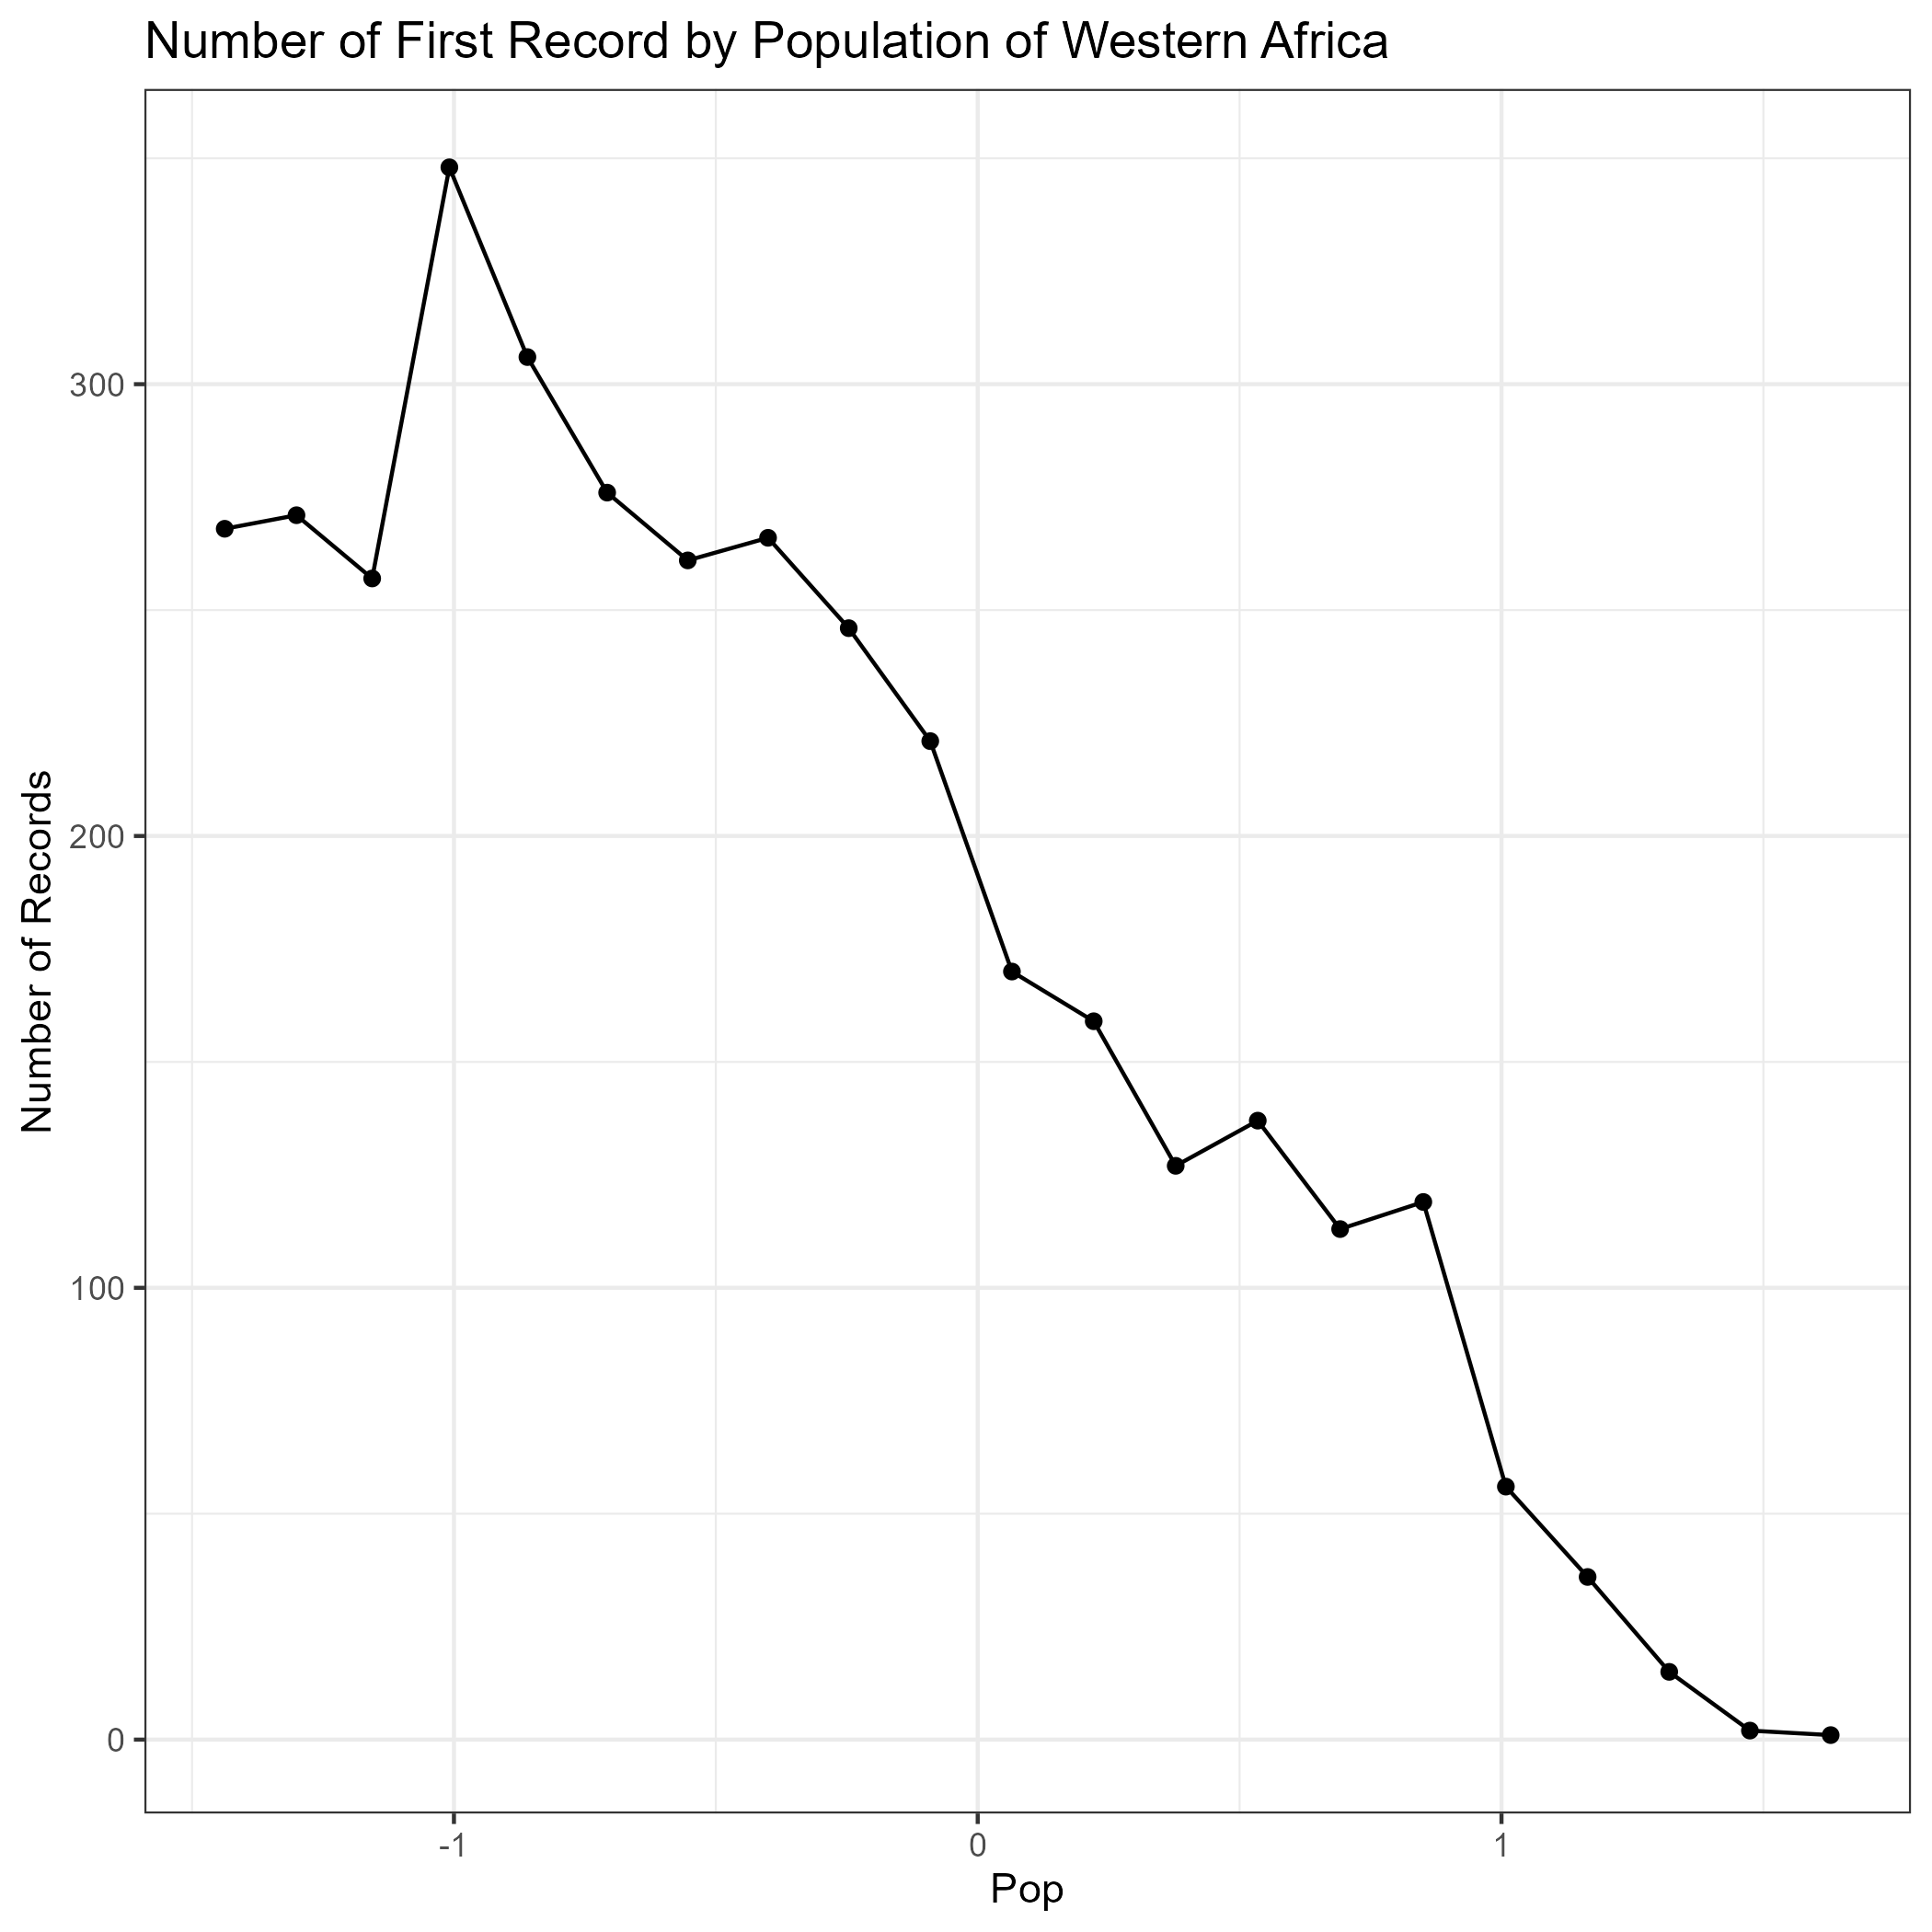 Number of First Record by Population of Western Africa
Number of Records
300
200
100
0
-1
0
1
Pop